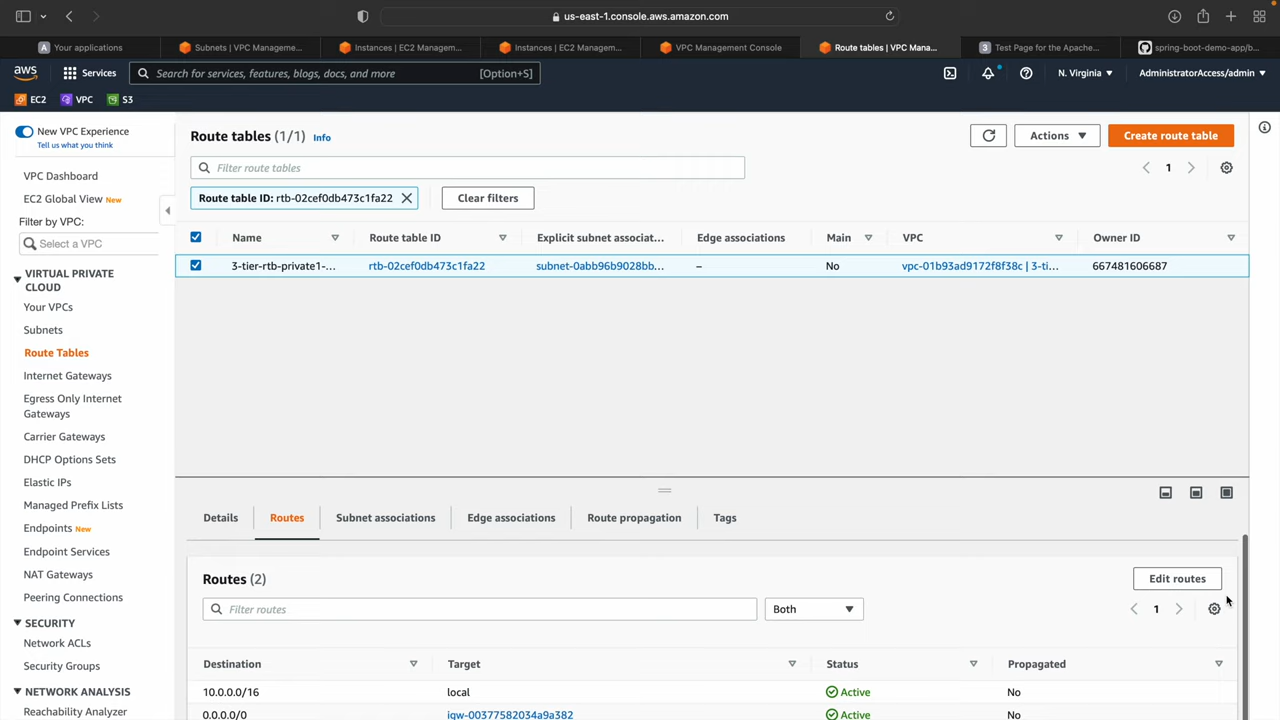 us-east-1.console.aws.amazon.com
Your applications
Subnets | VPC Manageme...
Instances | EC2 Managem...
Instances | EC2 Managem...
VPC Management Console
Route tables | VPC Mana...
Test Page for the Apache...
spring-boot-demo-app/b...
aws
Services
Search for services, features, blogs, docs, and more
[Option+S]
N. Virginia
AdministratorAccess/admin
EC2
VPC
S3
New VPC Experience
Tell us what you think
VPC Dashboard
EC2 Global View New
Filter by VPC:
Select a VPC
VIRTUAL PRIVATE
CLOUD
Your VPCs
Subnets
Route Tables
Internet Gateways
Egress Only Internet
Gateways
Carrier Gateways
DHCP Options Sets
Elastic IPs
Managed Prefix Lists
Endpoints New
Endpoint Services
NAT Gateways
Peering Connections
SECURITY
Network ACLs
Security Groups
NETWORK ANALYSIS
Reachability Analyzer
Route tables (1/1) Info
Actions
Create route table
Filter route tables
1
Route table ID: rtb-02cef0db473c1fa22
Clear filters
Name
Route table ID
Explicit subnet associat...
Edge associations
Main
VPC
Owner ID
3-tier-rtb-private1-...
rtb-02cef0db473c1fa22
subnet-0abb96b9028bb...
–
No
vpc-01b93ad9172f8f38c | 3-ti...
667481606687
Details
Routes
Subnet associations
Edge associations
Route propagation
Tags
Routes (2)
Edit routes
Filter routes
Both
1
Destination
Target
Status
Propagated
10.0.0.0/16
local
Active
No
0.0.0.0/0
igw-00377582034a9a382
Active
No